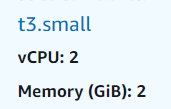 t3.small
vCPU: 2
Memory (GiB): 2